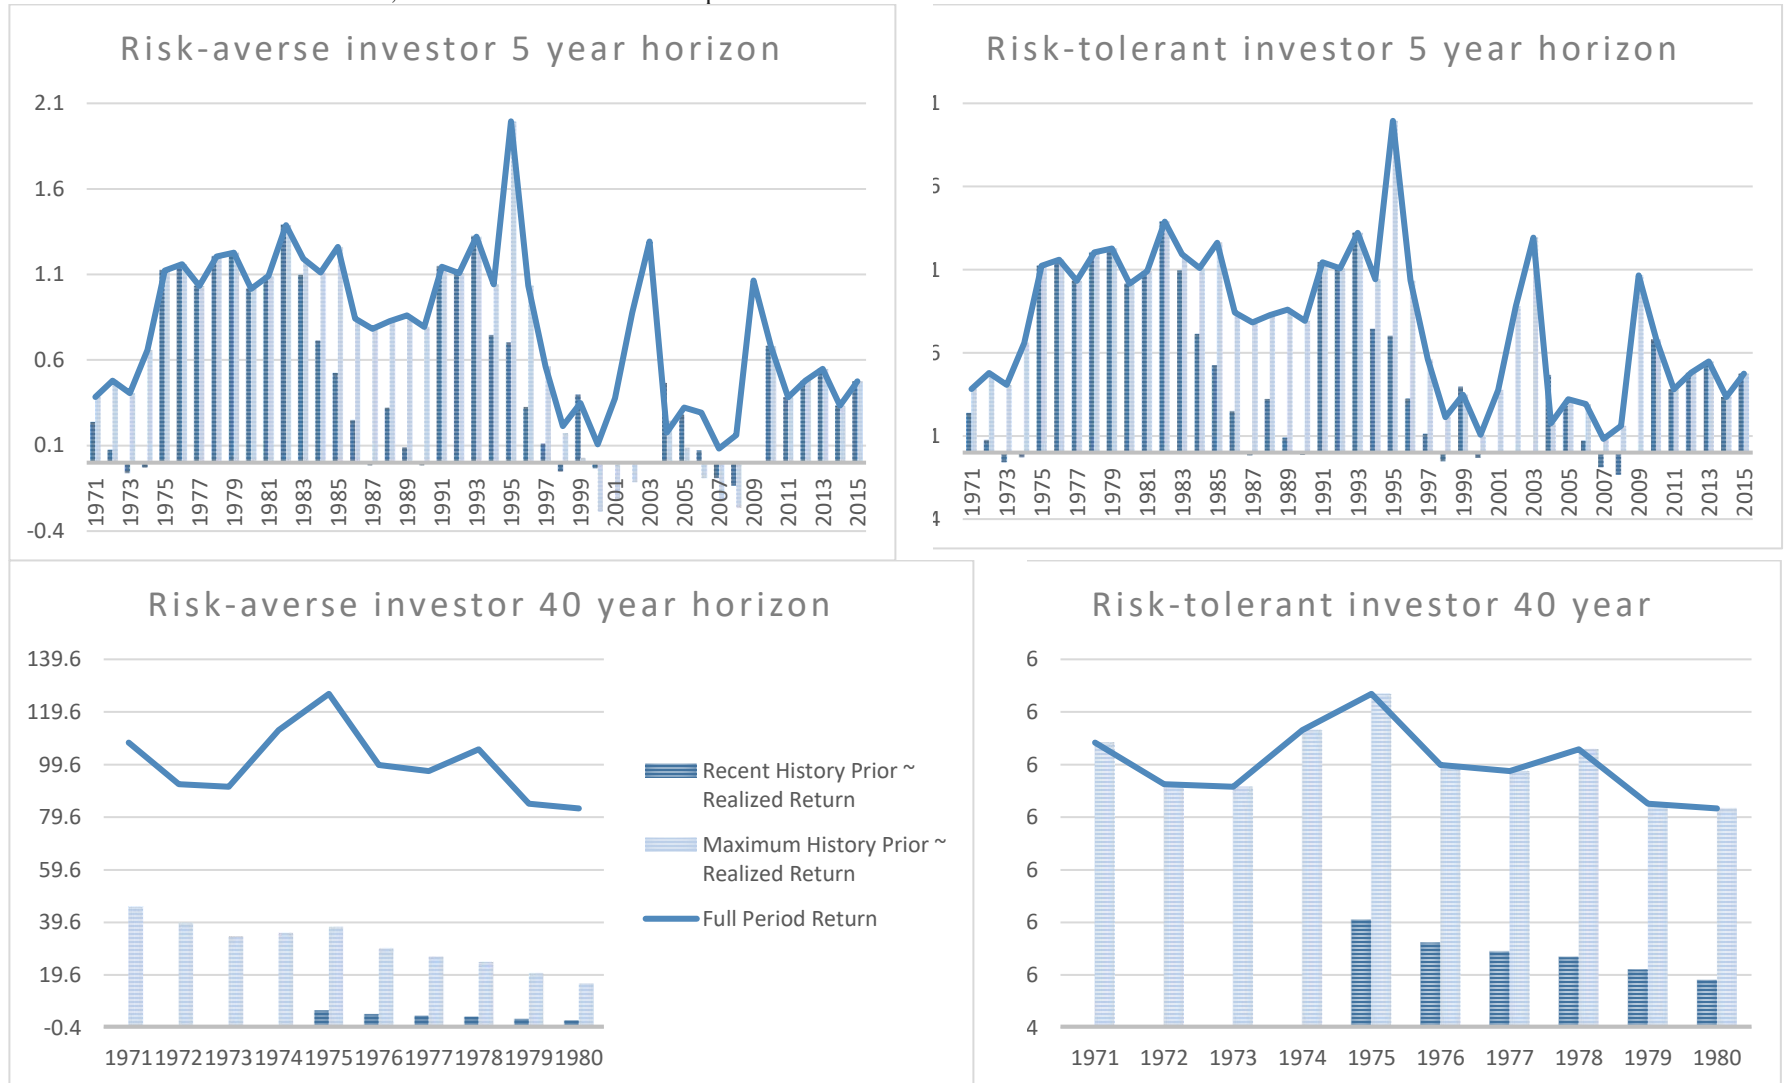 Risk-averse investor 5 year horizon
2.1
1.6
1.1
0.6
0.1
-0.4
1971 1973 1975 1977 1979 1981 1983 1985 1987 1989 1991 1993 1995 1997 1999 2001 2003 2005 2007 2009 2011 2013 2015
Risk-tolerant investor 5 year horizon
1
5
1
5
1
4
1971 1973 1975 1977 1979 1981 1983 1985 1987 1989 1991 1993 1995 1997 1999 2001 2003 2005 2007 2009 2011 2013 2015
Risk-averse investor 40 year horizon
139.6
119.6
99.6
79.6
59.6
39.6
19.6
-0.4
1971 1972 1973 1974 1975 1976 1977 1978 1979 1980
Recent History Prior ~
Realized Return
Maximum History Prior ~
Realized Return
Full Period Return
Risk-tolerant investor 40 year
6
6
6
6
6
6
6
4
1971 1972 1973 1974 1975 1976 1977 1978 1979 1980